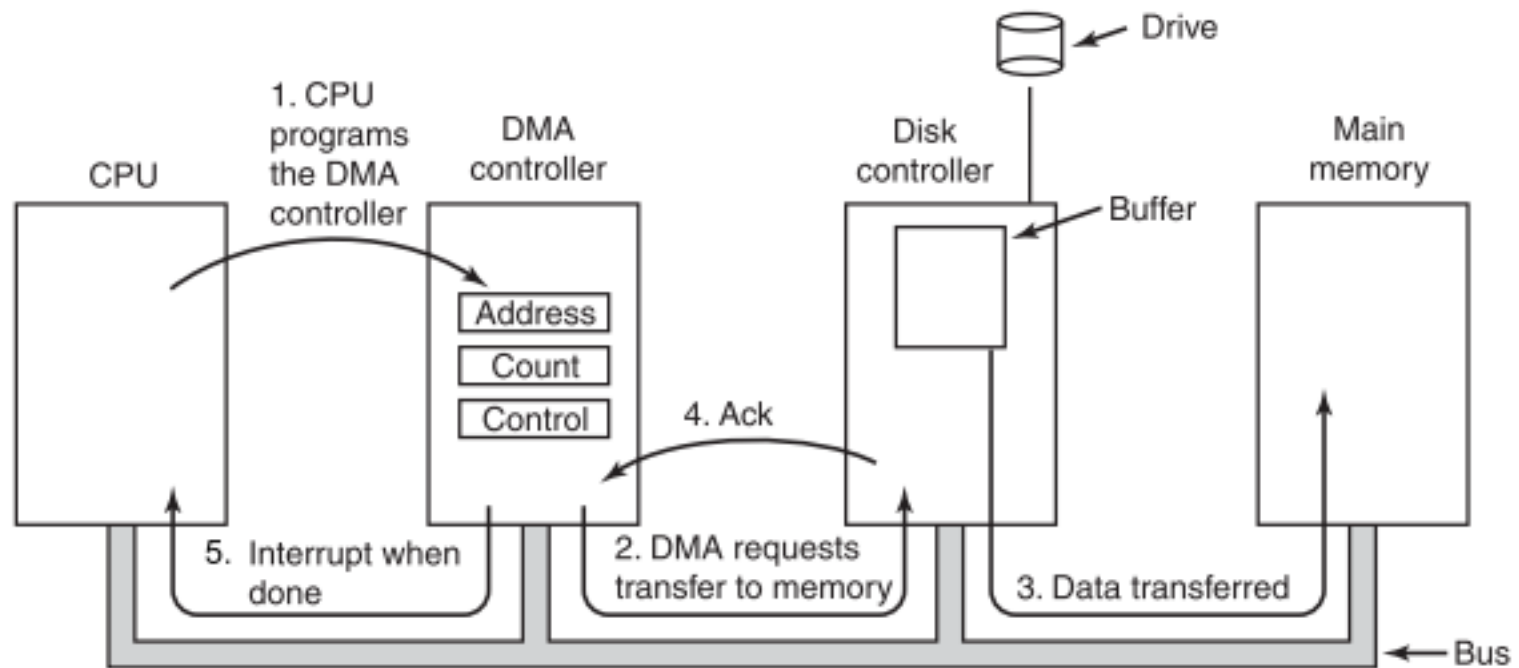 Drive
1. CPU
programs
the DMA
controller
CPU
DMA
controller
Disk
controller
Main
memory
Buffer
Address
Count
Control
4. Ack
5. Interrupt when
done
2. DMA requests
transfer to memory
3. Data transferred
Bus